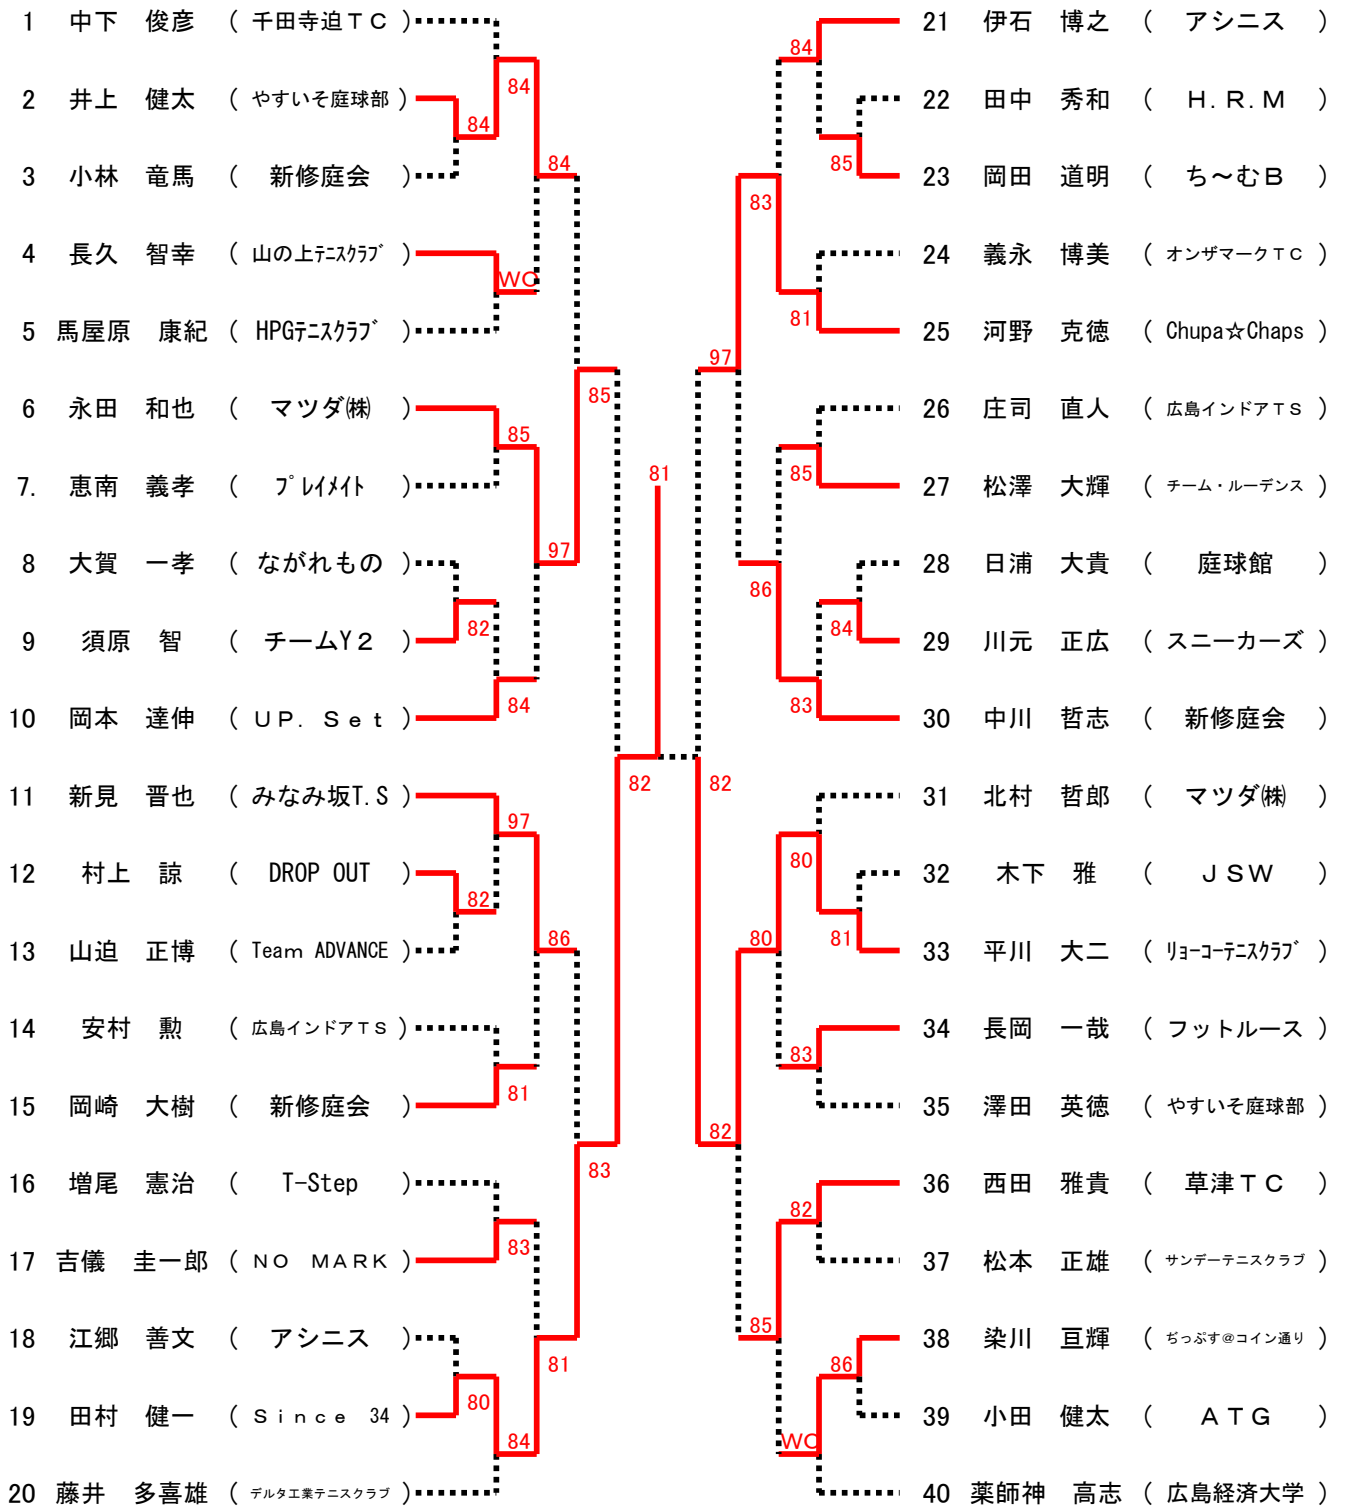 1 中下 俊彦 ( 千田寺迫ＴＣ )
2 井上 健太 ( やすいそ庭球部 )
3 小林 竜馬 ( 新修庭会 )
4 長久 智幸 ( 山の上ﾃﾆｽｸﾗﾌﾞ )
5 馬屋原 康紀 ( HPGﾃﾆｽｸﾗﾌﾞ )
6 永田 和也 ( マツダ㈱ )
7. 恵南 義孝 ( ﾌﾟﾚｲﾒｲﾄ )
8 大賀 一孝 ( ながれもの )
9 須原 智 ( チームY２ )
10 岡本 達伸 ( ＵＰ．Ｓｅｔ )
11 新見 晋也 ( みなみ坂T.S )
12 村上 諒 ( DROP OUT )
13 山迫 正博 ( Team ADVANCE )
14 安村 勲 ( 広島インドアＴＳ )
15 岡崎 大樹 ( 新修庭会 )
16 増尾 憲治 ( T-Step )
17 吉儀 圭一郎 ( ＮＯ ＭＡＲＫ )
18 江郷 善文 ( アシニス )
19 田村 健一 ( Ｓｉｎｃｅ 34 )
20 藤井 多喜雄 ( デルタ工業テニスクラブ )
84
84
84
WO
85
82
84
97
85
97
82
81
86
83
80
84
81
83
82
81
21 伊石 博之 ( アシニス )
22 田中 秀和 ( Ｈ．Ｒ．Ｍ )
23 岡田 道明 ( ち～むＢ )
24 義永 博美 ( オンザマークＴＣ )
25 河野 克徳 ( Chupa☆Chaps )
26 庄司 直人 ( 広島インドアＴＳ )
27 松澤 大輝 ( チーム・ルーデンス )
28 日浦 大貴 ( 庭球館 )
29 川元 正広 ( スニーカーズ )
30 中川 哲志 ( 新修庭会 )
31 北村 哲郎 ( マツダ㈱ )
32 木下 雅 ( ＪＳＷ )
33 平川 大二 ( ﾘｮｰｺｰﾃﾆｽｸﾗﾌﾞ )
34 長岡 一哉 ( フットルース )
35 澤田 英徳 ( やすいそ庭球部 )
36 西田 雅貴 ( 草津ＴＣ )
37 松本 正雄 ( サンデーテニスクラブ )
38 染川 亘輝 ( ぢっぷす＠コイン通り )
39 小田 健太 ( ＡＴＧ )
40 薬師神 高志 ( 広島経済大学 )
84
85
83
81
97
85
86
84
83
82
80
81
80
83
82
82
85
86
WO